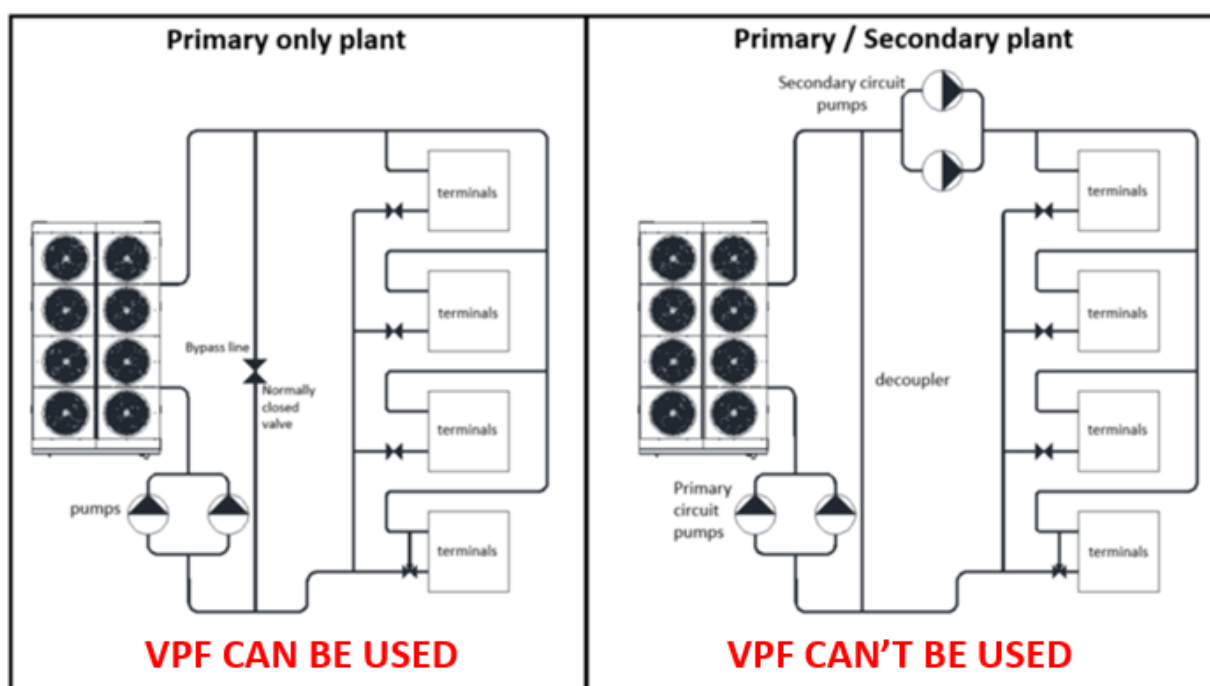 Primary only plant
terminals
terminals
Bypass line
Normally
closed
valve
terminals
pumps
terminals
VPF CAN BE USED
Primary / Secondary plant
Secondary circuit
pumps
terminals
terminals
decoupler
terminals
Primary
circuit
pumps
terminals
VPF CAN’T BE USED